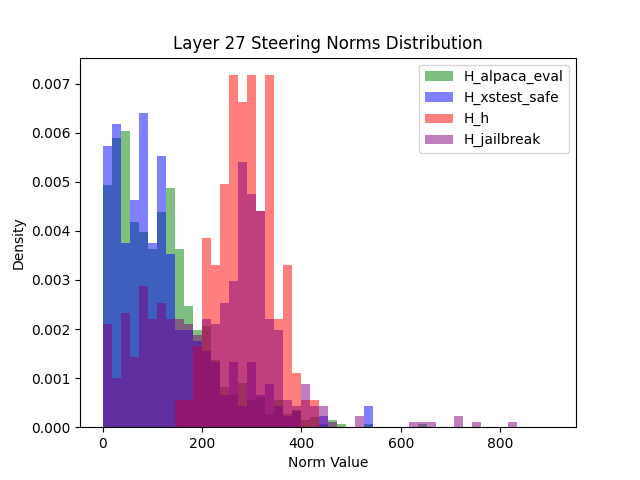 Layer 27 Steering Norms Distribution
H_alpaca_eval
H_xstest_safe
H_h
H_jailbreak
0.007
0.006
0.005
0.004
0.003
0.002
0.001
0.000
Density
0 200 400 600 800
Norm Value